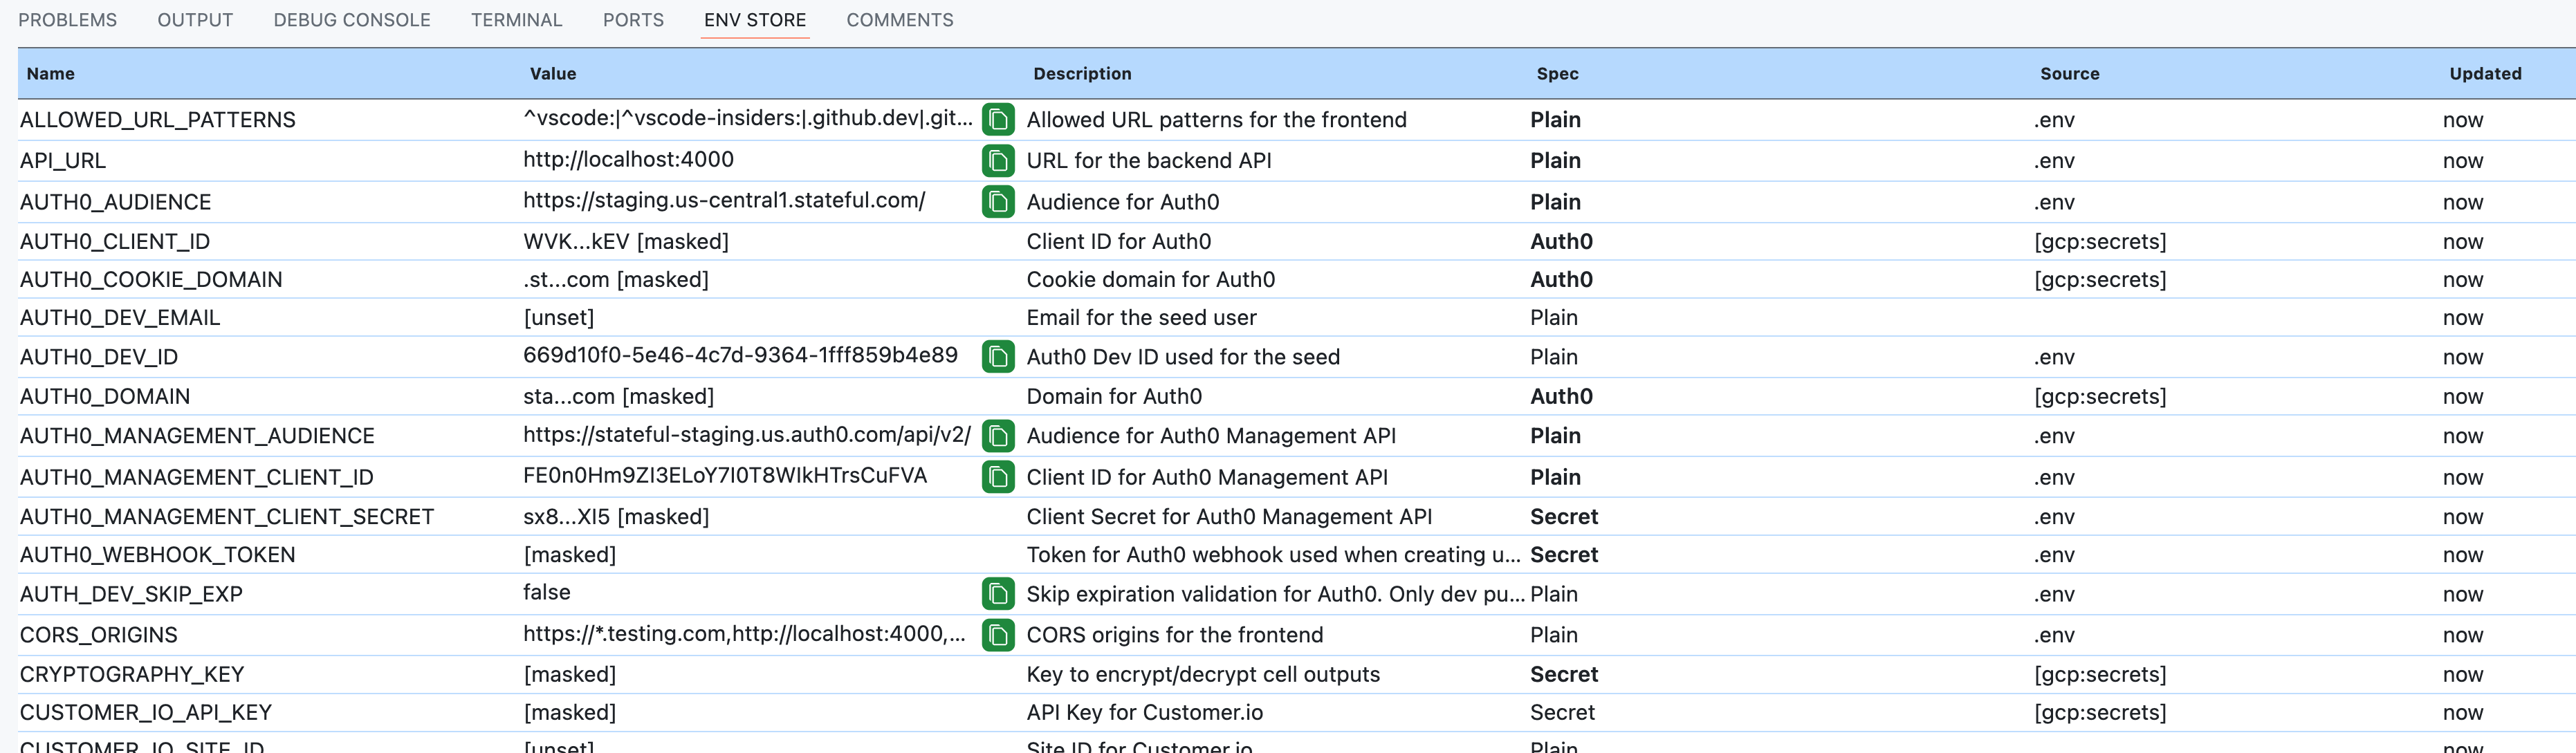 PROBLEMS OUTPUT DEBUG CONSOLE TERMINAL PORTS ENV STORE COMMENTS
Name Value Description Spec Source Updated
ALLOWED_URL_PATTERNS ^vscode:|^vscode-insiders:|.github.dev|.git... Allowed URL patterns for the frontend Plain .env now
API_URL http://localhost:4000 URL for the backend API Plain .env now
AUTH0_AUDIENCE https://staging.us-central1.stateful.com/ Audience for Auth0 Plain .env now
AUTH0_CLIENT_ID WVK...kEV [masked] Client ID for Auth0 Auth0 [gcp:secrets] now
AUTH0_COOKIE_DOMAIN .st...com [masked] Cookie domain for Auth0 Auth0 [gcp:secrets] now
AUTH0_DEV_EMAIL [unset] Email for the seed user Plain now
AUTH0_DEV_ID 669d10f0-5e46-4c7d-9364-1fff859b4e89 Auth0 Dev ID used for the seed Plain .env now
AUTH0_DOMAIN sta...com [masked] Domain for Auth0 Auth0 [gcp:secrets] now
AUTH0_MANAGEMENT_AUDIENCE https://stateful-staging.us.auth0.com/api/v2/ Audience for Auth0 Management API Plain .env now
AUTH0_MANAGEMENT_CLIENT_ID FE0n0Hm9ZI3ELoY7I0T8WIkHTrsCuFVA Client ID for Auth0 Management API Plain .env now
AUTH0_MANAGEMENT_CLIENT_SECRET sx8...XI5 [masked] Client Secret for Auth0 Management API Secret .env now
AUTH0_WEBHOOK_TOKEN [masked] Token for Auth0 webhook used when creating u... Secret .env now
AUTH_DEV_SKIP_EXP false Skip expiration validation for Auth0. Only dev pu... Plain .env now
CORS_ORIGINS https://*.testing.com,http://localhost:4000,... CORS origins for the frontend Plain .env now
CRYPTOGRAPHY_KEY [masked] Key to encrypt/decrypt cell outputs Secret [gcp:secrets] now
CUSTOMER_IO_API_KEY [masked] API Key for Customer.io Secret [gcp:secrets] now
CUSTOMER_IO_SITE_ID [unset] Site ID for Customer.io Plain now